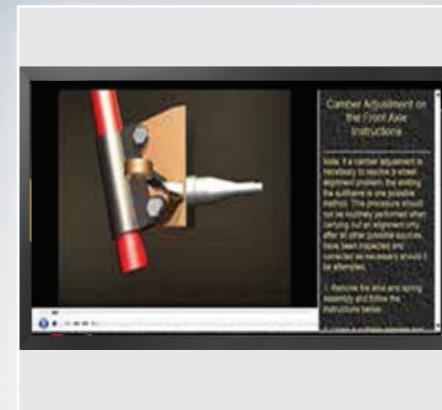 Camber Adjustment on
the Front Axle
Instructions
Note: If a camber adjustment is
necessary to resolve a wheel
alignment problem, the
the subframe is one possible
method. This procedure should
not be routinely performed when
carrying out an alignment only
after all other possible
have been inspected and
corrected as necessary should it
be attempted.
1. Remove the and spring
assembly and follow the
instructions below.